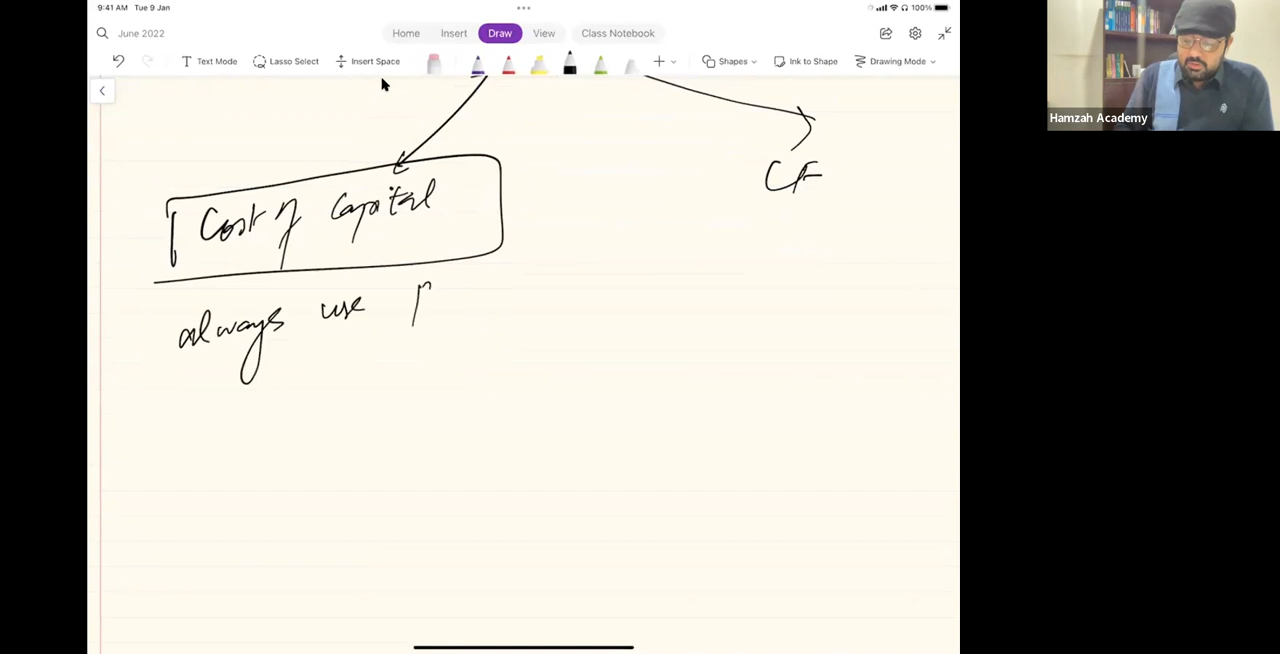 9:41 AM Tue 9 Jan
100%
June 2022
Home Insert Draw View Class Notebook
Text Mode Lasso Select Insert Space Shapes Ink to Shape Drawing Mode
Hamzah Academy
CF
Cost of Capital
always use